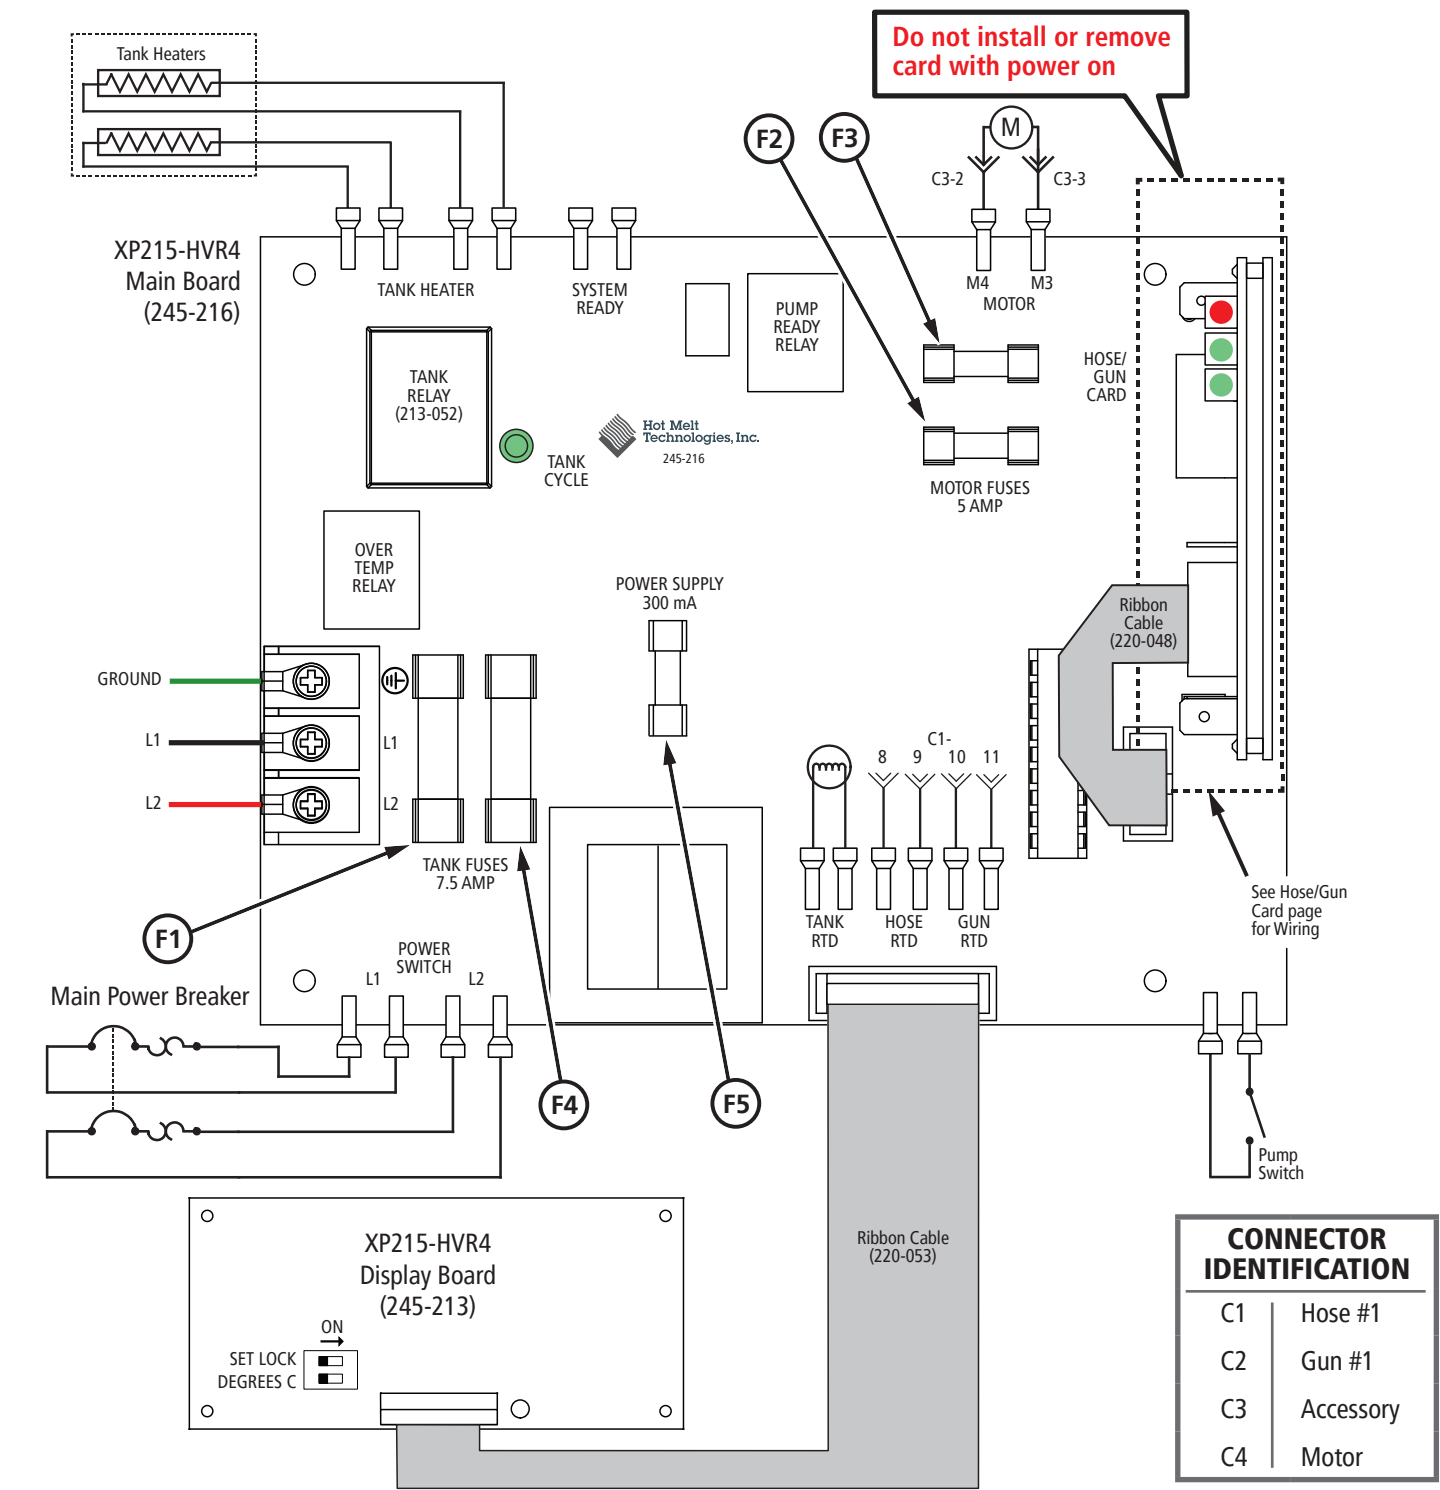 Do not install or remove
card with power on
Tank Heaters
F2
F3
M
C3-2
C3-3
XP215-HVR4
Main Board
(245-216)
TANK HEATER
SYSTEM
READY
M4
M3
MOTOR
PUMP
READY
RELAY
HOSE/
GUN
CARD
TANK
RELAY
(213-052)
Hot Melt
Technologies, Inc.
245-216
TANK
CYCLE
MOTOR FUSES
5 AMP
OVER
TEMP
RELAY
POWER SUPPLY
300 mA
Ribbon
Cable
(220-048)
GROUND
L1
L1
L2
L2
C1-
8
9
10
11
TANK FUSES
7.5 AMP
F1
See Hose/Gun
Card page
for Wiring
TANK
RTD
HOSE
RTD
GUN
RTD
POWER
SWITCH
L1
L2
Main Power Breaker
F4
F5
Pump
Switch
XP215-HVR4
Display Board
(245-213)
ON
SET LOCK
DEGREES C
Ribbon Cable
(220-053)
CONNECTOR
IDENTIFICATION
C1 Hose #1
C2 Gun #1
C3 Accessory
C4 Motor